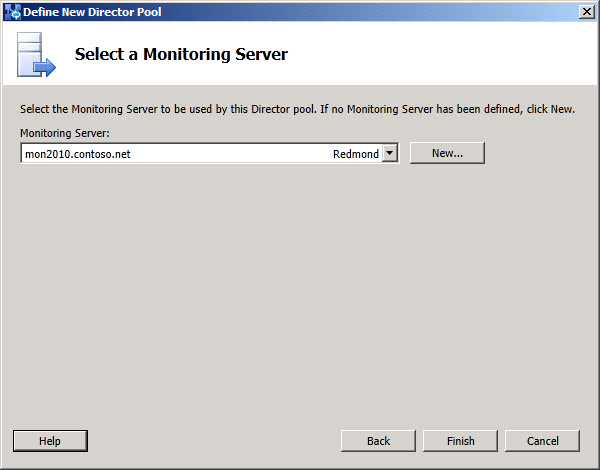 Define New Director Pool
Select a Monitoring Server
Select the Monitoring Server to be used by this Director pool. If no Monitoring Server has been defined, click New.
Monitoring Server:
mon2010.contoso.net Redmond New...
Help Back Finish Cancel